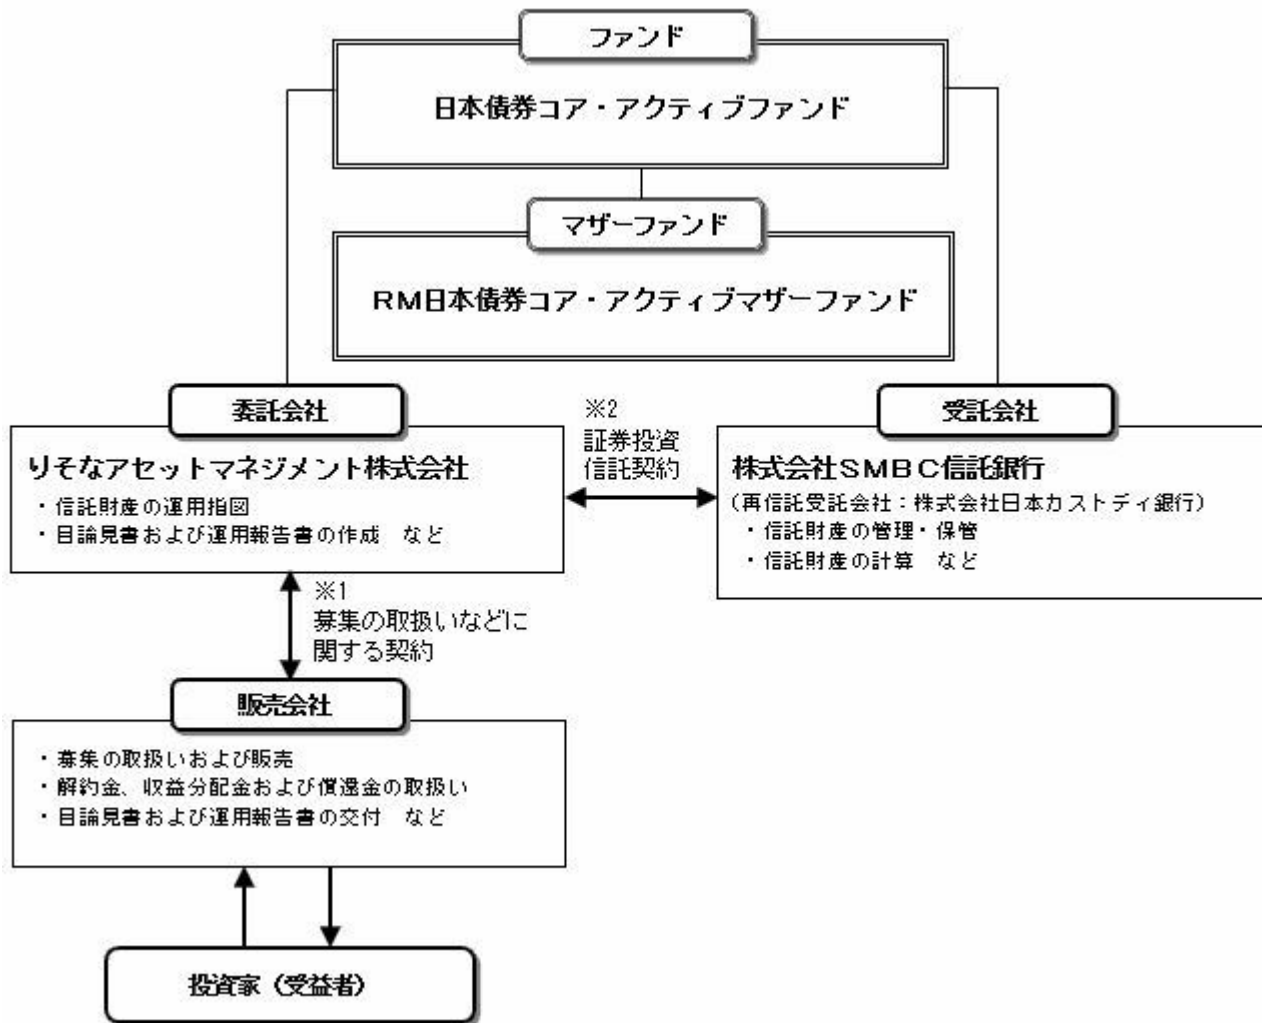 ファンド
日本債券コア・アクティブファンド
マザーファンド
RM日本債券コア・アクティブマザーファンド
委託会社
りそなアセットマネジメント株式会社
・信託財産の運用指図
・目論見書および運用報告書の作成　など
※2
証券投資
信託契約
受託会社
株式会社SMBC信託銀行
(再信託受託会社：株式会社日本カストディ銀行)
・信託財産の管理・保管
・信託財産の計算　など
※1
募集の取扱いなどに
関する契約
販売会社
・募集の取扱いおよび販売
・解約金、収益分配金および償還金の取扱い
・目論見書および運用報告書の交付　など
投資家（受益者）